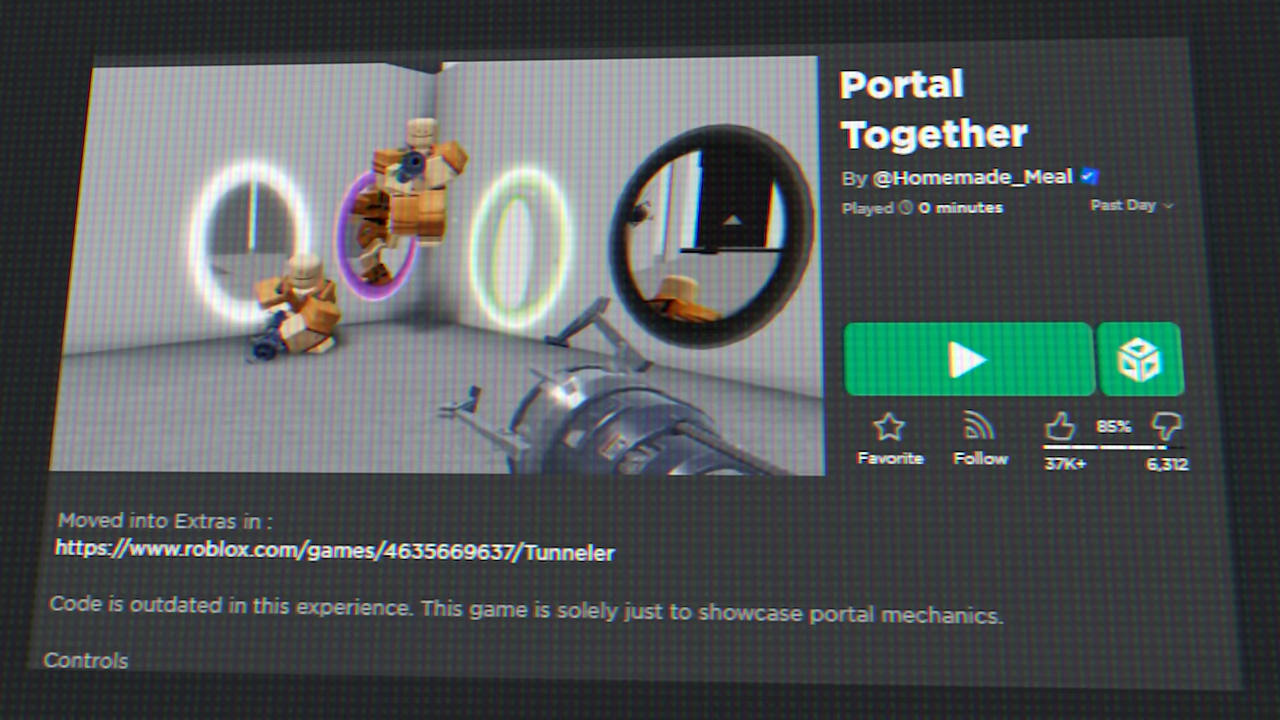 Portal
Together
By @Homemade_Meal
Played 0 minutes
Past Day
Favorite
Follow
85%
37K+
6,312
Moved into Extras in :
https://www.roblox.com/games/4635669637/Tunneler
Code is outdated in this experience. This game is solely just to showcase portal mechanics.
Controls